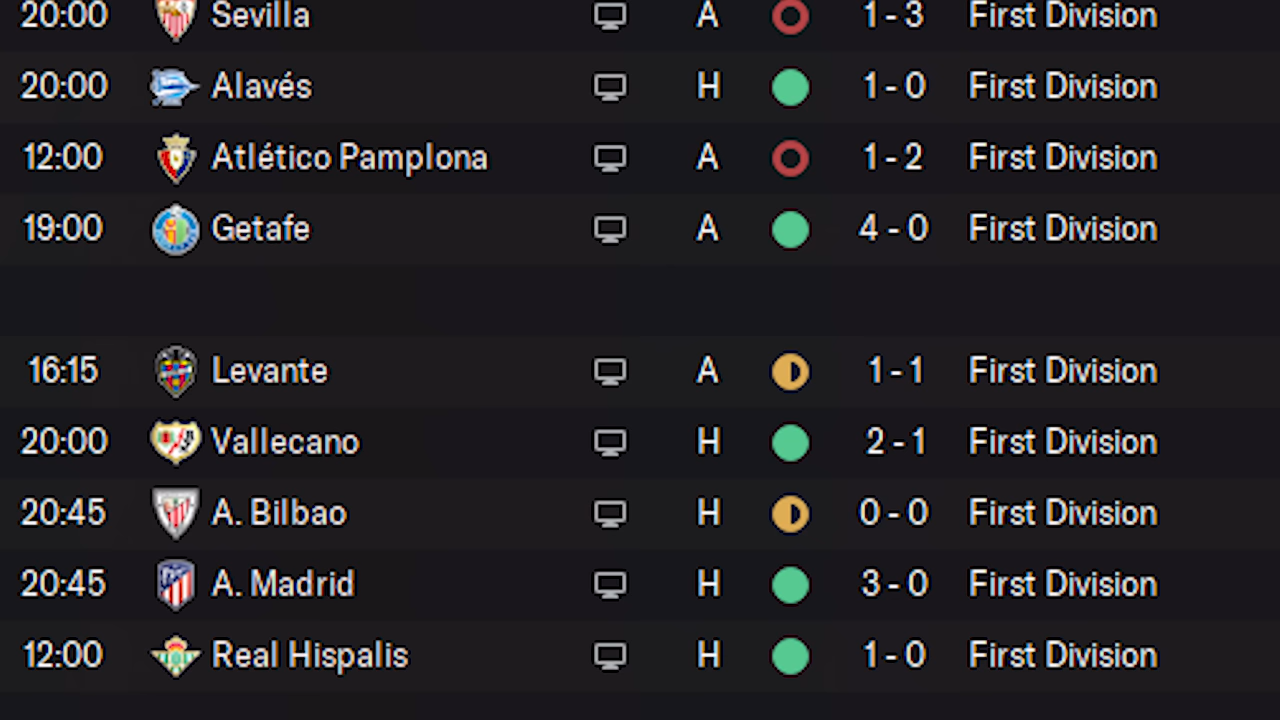 20:00 Sevilla A 1 - 3 First Division
20:00 Alavés H 1 - 0 First Division
12:00 Atlético Pamplona A 1 - 2 First Division
19:00 Getafe A 4 - 0 First Division
16:15 Levante A 1 - 1 First Division
20:00 Vallecano H 2 - 1 First Division
20:45 A. Bilbao H 0 - 0 First Division
20:45 A. Madrid H 3 - 0 First Division
12:00 Real Hispalis H 1 - 0 First Division